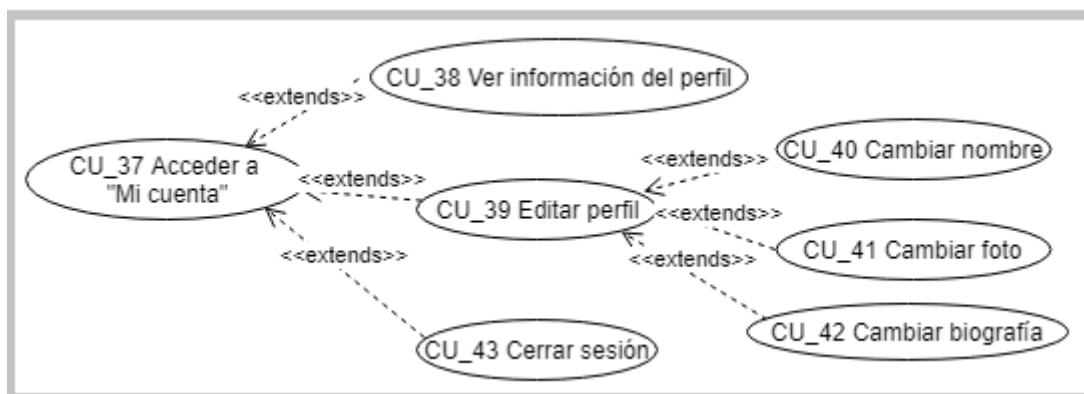 CU_38 Ver información del perfil
<<extends>>
CU_37 Acceder a
"Mi cuenta"
<<extends>>
CU_39 Editar perfil
<<extends>>
CU_40 Cambiar nombre
<<extends>>
CU_41 Cambiar foto
<<extends>>
CU_42 Cambiar biografía
<<extends>>
CU_43 Cerrar sesión